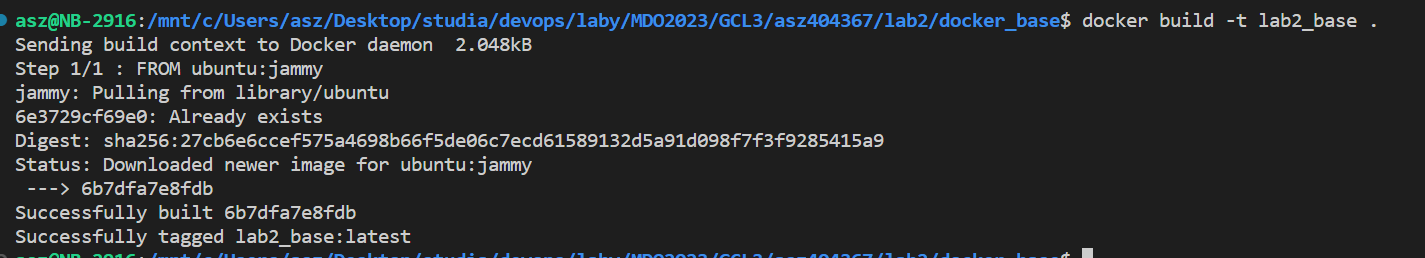 asz@NB-2916:/mnt/c/Users/asz/Desktop/studia/devops/laby/MDO2023/GCL3/asz404367/lab2/docker_base$ docker build -t lab2_base .
Sending build context to Docker daemon  2.048kB
Step 1/1 : FROM ubuntu:jammy
jammy: Pulling from library/ubuntu
6e3729cf69e0: Already exists
Digest: sha256:27cb6e6ccef575a4698b66f5de06c7ecd61589132d5a91d098f7f3f9285415a9
Status: Downloaded newer image for ubuntu:jammy
 ---> 6b7dfa7e8fdb
Successfully built 6b7dfa7e8fdb
Successfully tagged lab2_base:latest
asz@NB-2916:/mnt/c/Users/asz/Desktop/studia/devops/laby/MDO2023/GCL3/asz404367/lab2/docker_base$